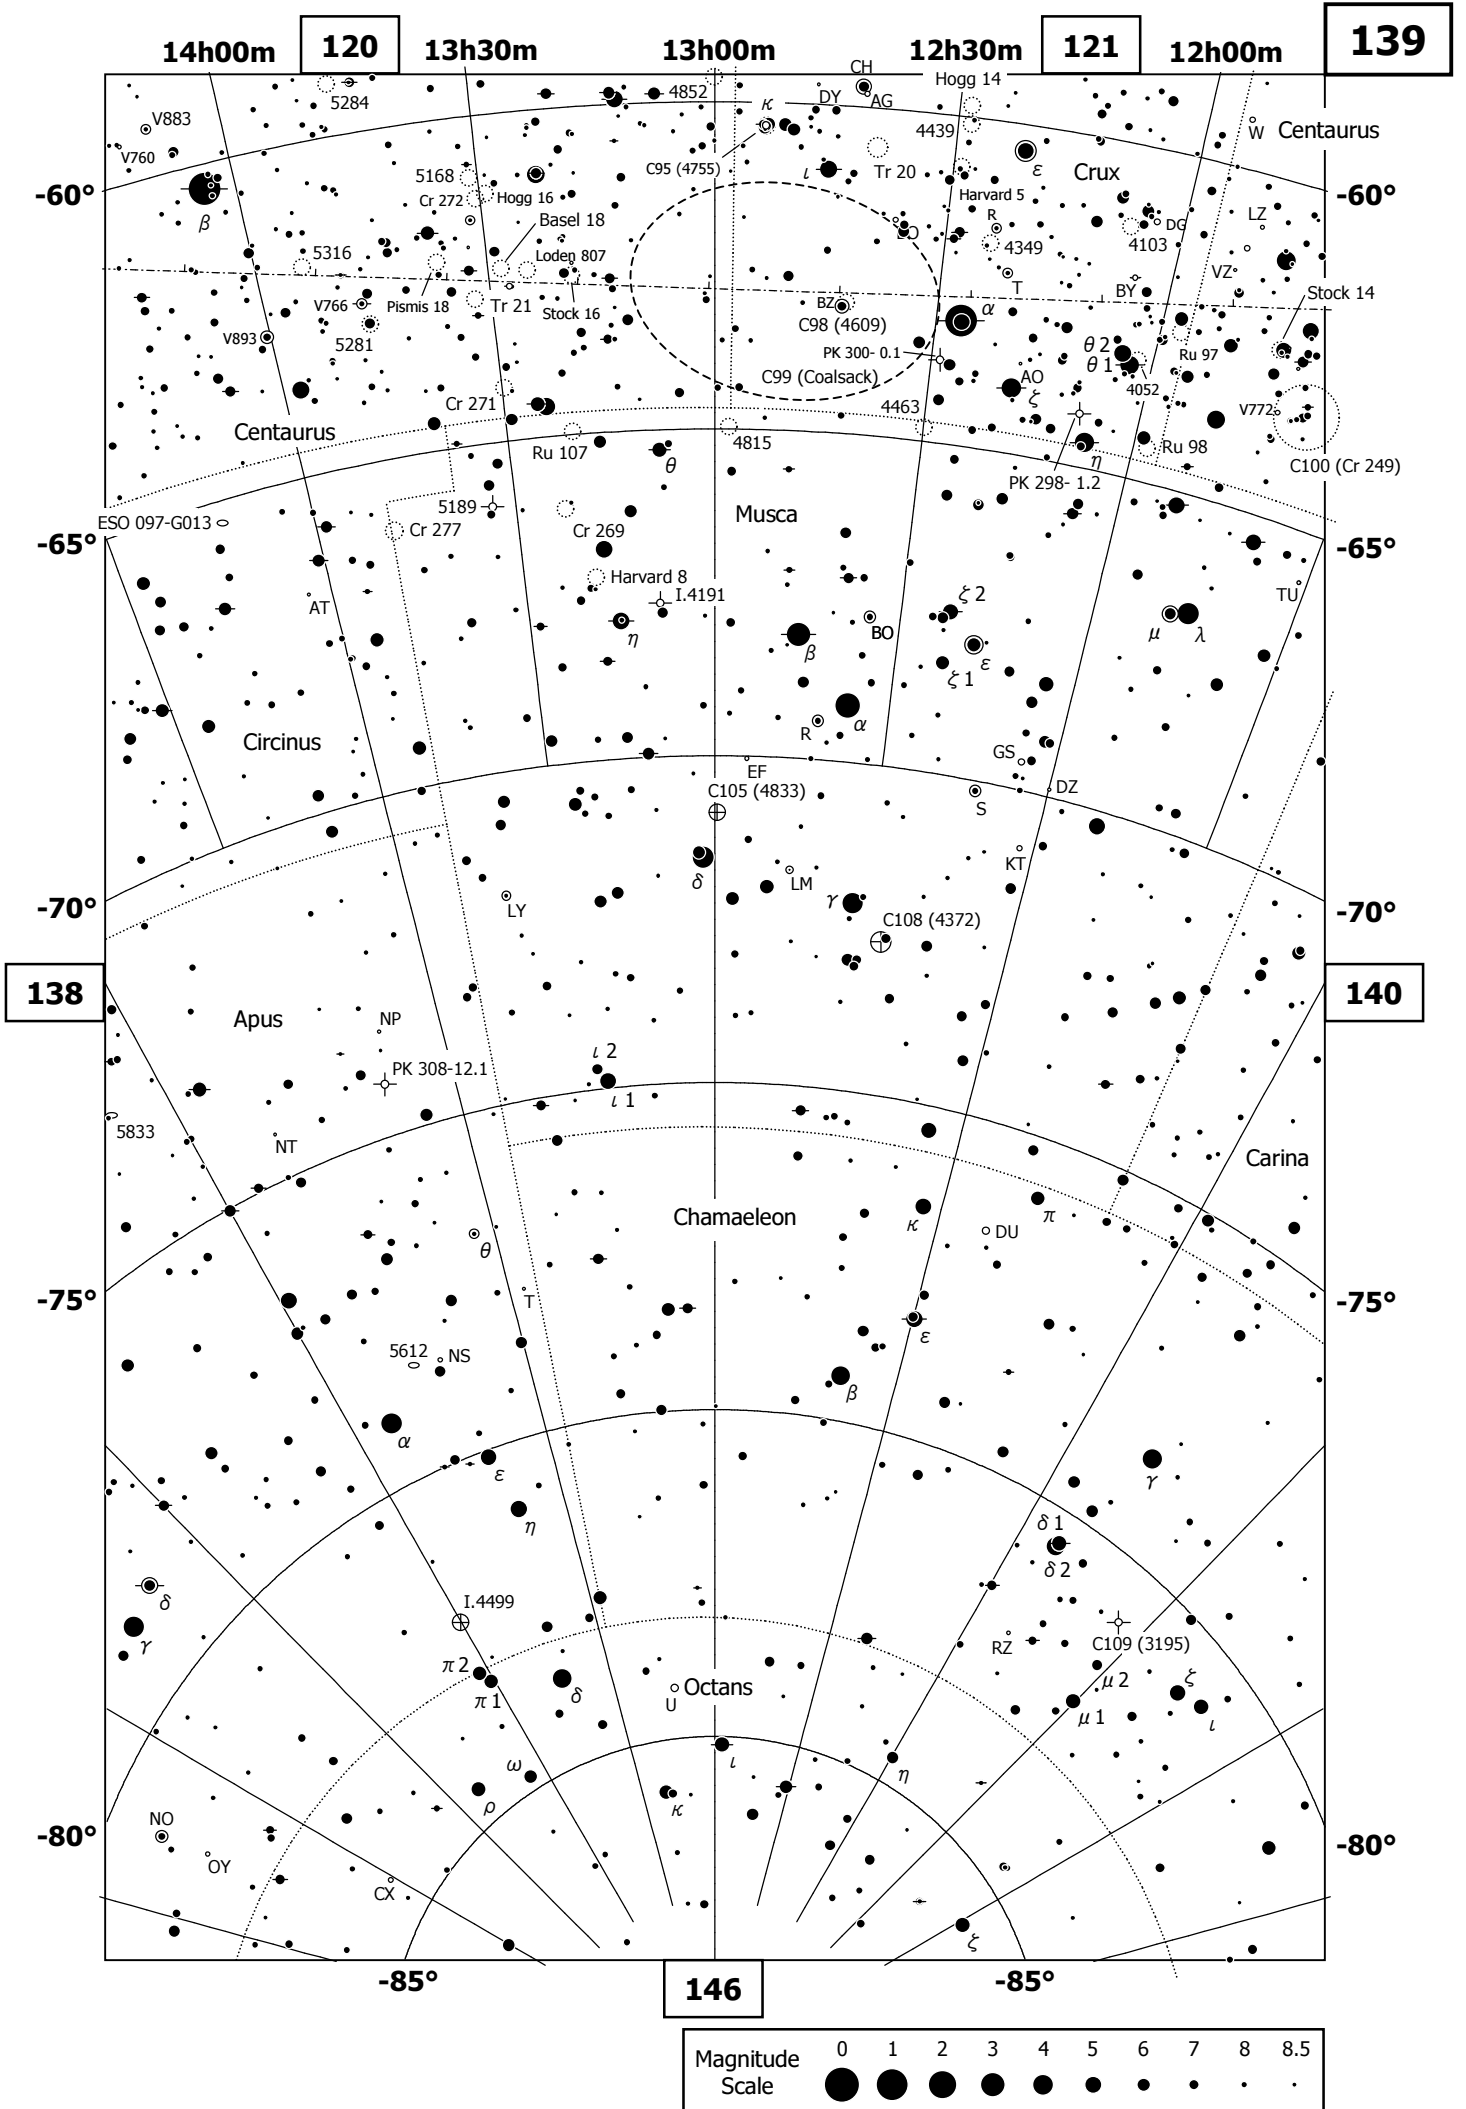 14h00m 120 13h30m 13h00m 12h30m 121 12h00m 139
CH
Hogg 14
5284
4852
DY
AG
κ
V883
4439
W
Centaurus
V760
C95 (4755)
5168
ι
Tr 20
ε
Crux
-60°
-60°
Cr 272
Hogg 16
Harvard 5
β
Basel 18
R
LZ
DG
5316
Loden 807
4349
4103
VZ
V766
Pismis 18
Tr 21
Stock 16
BZ
T
BY
Stock 14
C98 (4609)
α
V893
5281
PK 300- 0.1
θ 2
θ 1
Ru 97
C99 (Coalsack)
AO
4052
Cr 271
4463
ζ
V772
Centaurus
Ru 107
θ
4815
η
Ru 98
C100 (Cr 249)
PK 298- 1.2
5189
Musca
ESO 097-G013
Cr 277
Cr 269
-65°
-65°
Harvard 8
AT
I.4191
ζ 2
TU
η
β
BO
ε
μ
λ
ζ 1
R
α
Circinus
GS
EF
C105 (4833)
S
DZ
δ
LM
KT
LY
γ
-70°
C108 (4372)
-70°
138
140
Apus
NP
ι 2
PK 308-12.1
ι 1
5833
NT
Carina
Chamaeleon
κ
π
DU
θ
-75°
T
-75°
ε
5612
NS
β
α
ε
γ
η
δ 1
δ 2
δ
I.4499
γ
RZ
C109 (3195)
π 2
π 1
δ
U
Octans
μ 2
ζ
μ 1
ι
ω
ι
η
ρ
κ
NO
-80°
-80°
OY
CX
ζ
-85°
146
-85°
Magnitude
Scale
0 1 2 3 4 5 6 7 8 8.5